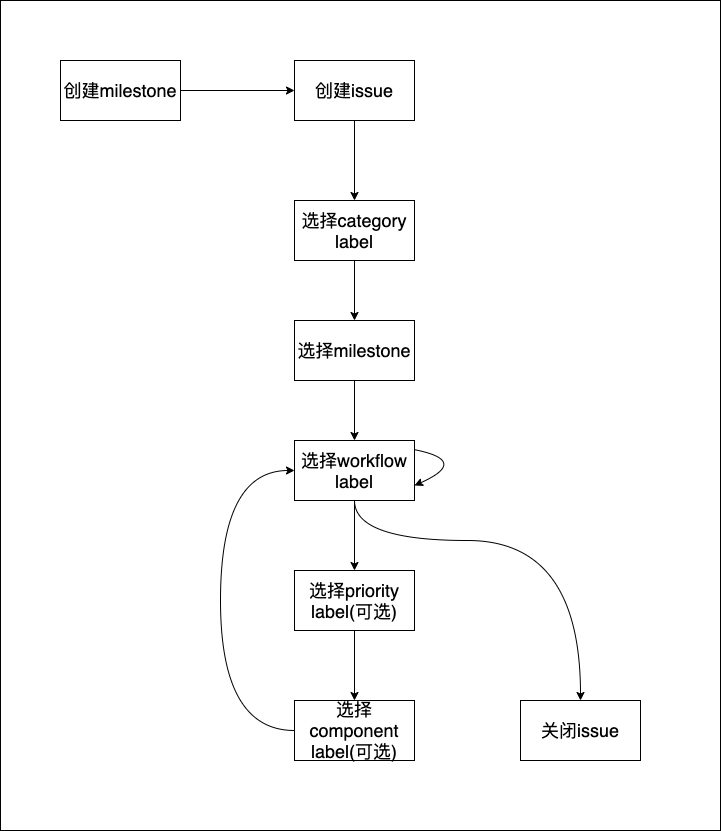 创建milestone
创建issue
选择category
label
选择milestone
选择workflow
label
选择priority
label(可选)
选择
component
label(可选)
关闭issue